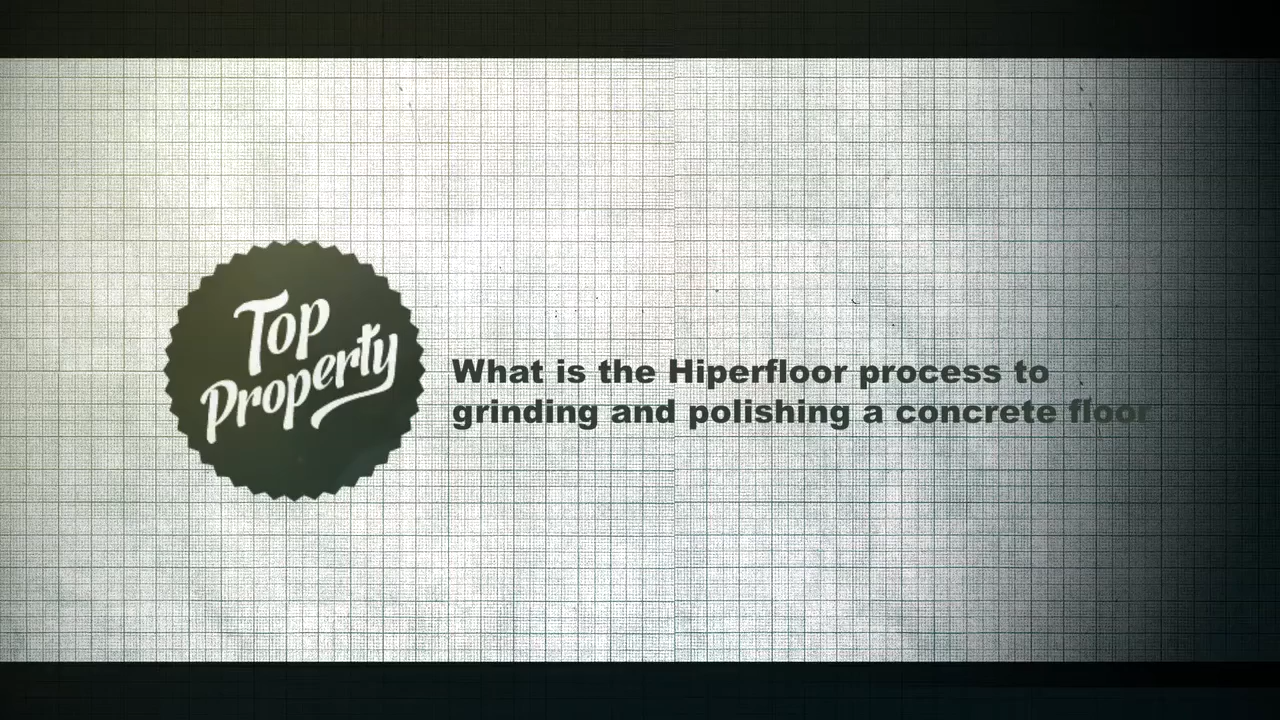 Top
Property
What is the Hiperfloor process to
grinding and polishing a concrete floor